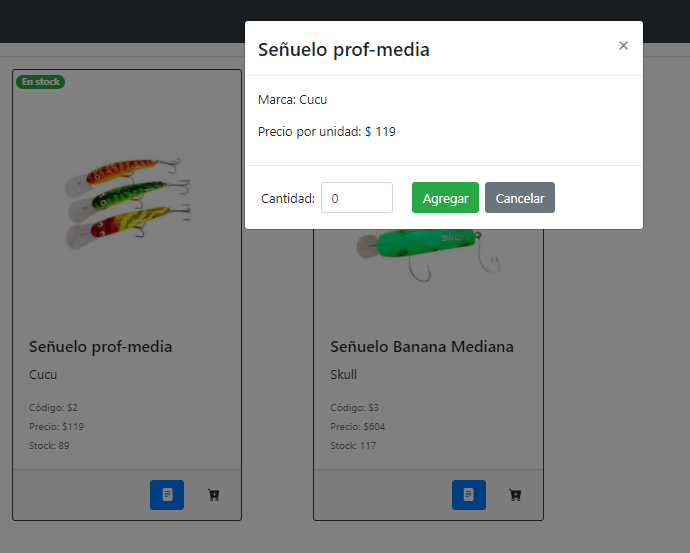 Señuelo prof-media
×
Marca: Cucu
Precio por unidad: $ 119
Cantidad: 0 Agregar Cancelar
En stock
SKULL
Señuelo prof-media
Cucu
Código: $2
Precio: $119
Stock: 89
Señuelo Banana Mediana
Skull
Código: $3
Precio: $604
Stock: 117